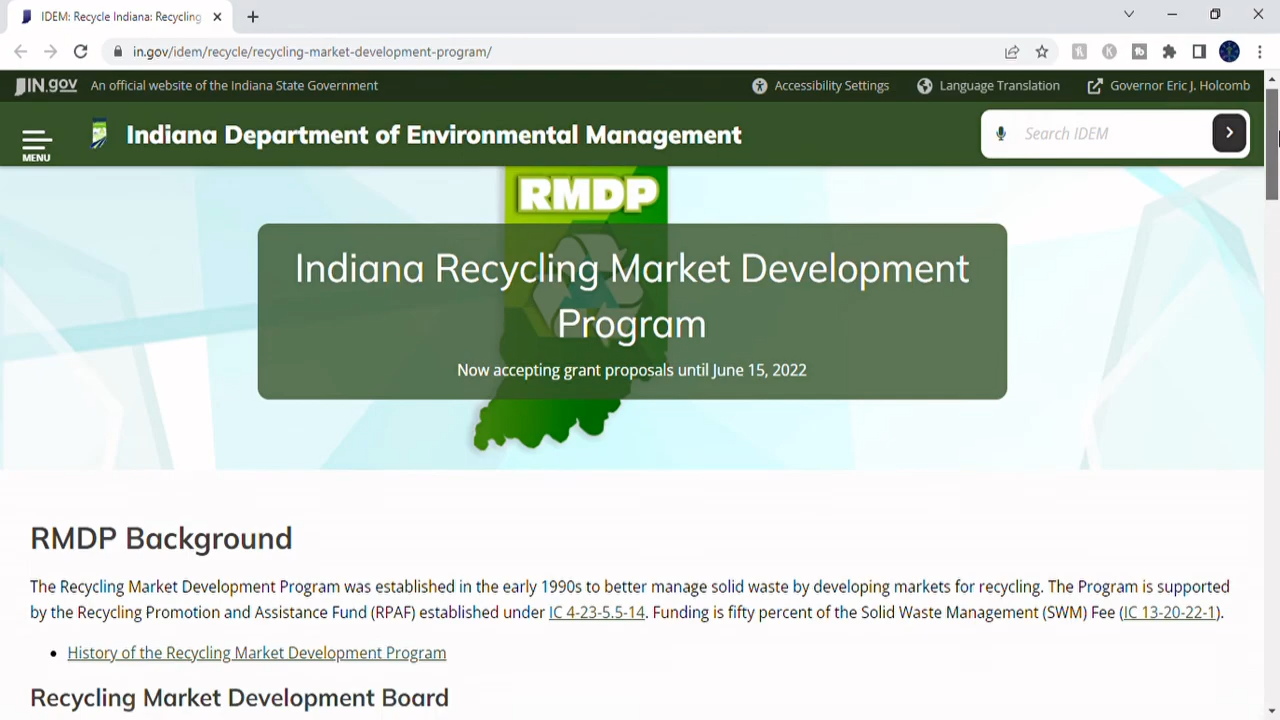 IDEM: Recycle Indiana: Recycling
in.gov/idem/recycle/recycling-market-development-program/
IN.gov An official website of the Indiana State Government Accessibility Settings Language Translation Governor Eric J. Holcomb
MENU Indiana Department of Environmental Management Search IDEM
RMDP
Indiana Recycling Market Development
Program
Now accepting grant proposals until June 15, 2022
RMDP Background
The Recycling Market Development Program was established in the early 1990s to better manage solid waste by developing markets for recycling. The Program is supported
by the Recycling Promotion and Assistance Fund (RPAF) established under IC 4-23-5.5-14. Funding is fifty percent of the Solid Waste Management (SWM) Fee (IC 13-20-22-1).
• History of the Recycling Market Development Program
Recycling Market Development Board